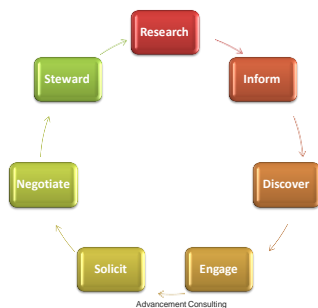 Research
Inform
Discover
Engage
Solicit
Negotiate
Steward
Advancement Consulting